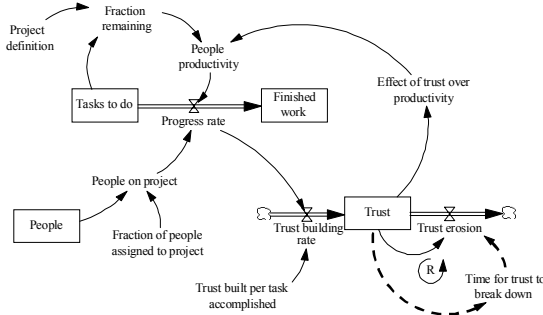 Project
definition
Fraction
remaining
People
productivity
Effect of trust over
productivity
Tasks to do
Finished
work
Progress rate
People on project
People
Fraction of people
assigned to project
Trust
Trust building
rate
Trust erosion
R
Trust built per task
accomplished
Time for trust to
break down